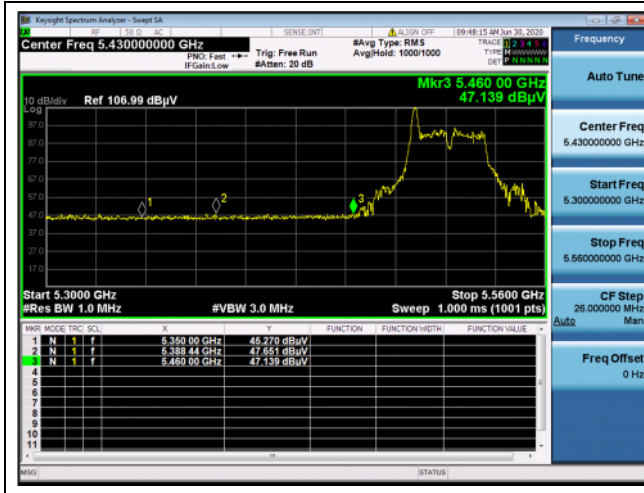 Keysight Spectrum Analyzer - Swept SA
RF 50 Ω AC SENSE:INT ALIGN OFF 09:48:15 AM Jun 30, 2020
Center Freq 5.430000000 GHz #Avg Type: RMS TRACE 1 2 3 4 5 6 Frequency
PNO: Fast Trig: Free Run Avg|Hold: 1000/1000 TYPE M WWWWW
IFGain:Low #Atten: 20 dB DET P N N N N N
Auto Tune
Mkr3 5.460 00 GHz
10 dB/div Ref 106.99 dBµV 47.139 dBµV
Log
97.0
87.0
77.0
67.0
57.0
47.0
37.0
27.0
17.0
1
2
3
Center Freq
5.430000000 GHz
Start Freq
5.300000000 GHz
Stop Freq
5.560000000 GHz
Start 5.3000 GHz Stop 5.5600 GHz
#Res BW 1.0 MHz #VBW 3.0 MHz Sweep 1.000 ms (1001 pts)
CF Step
26.000000 MHz
Auto Man
MKR MODE TRC SCL X Y FUNCTION FUNCTION WIDTH FUNCTION VALUE
1 N 1 f 5.350 00 GHz 45.270 dBµV
2 N 1 f 5.388 44 GHz 47.651 dBµV
3 N 1 f 5.460 00 GHz 47.139 dBµV
4
5
6
7
8
9
10
11
Freq Offset
0 Hz
MSG STATUS